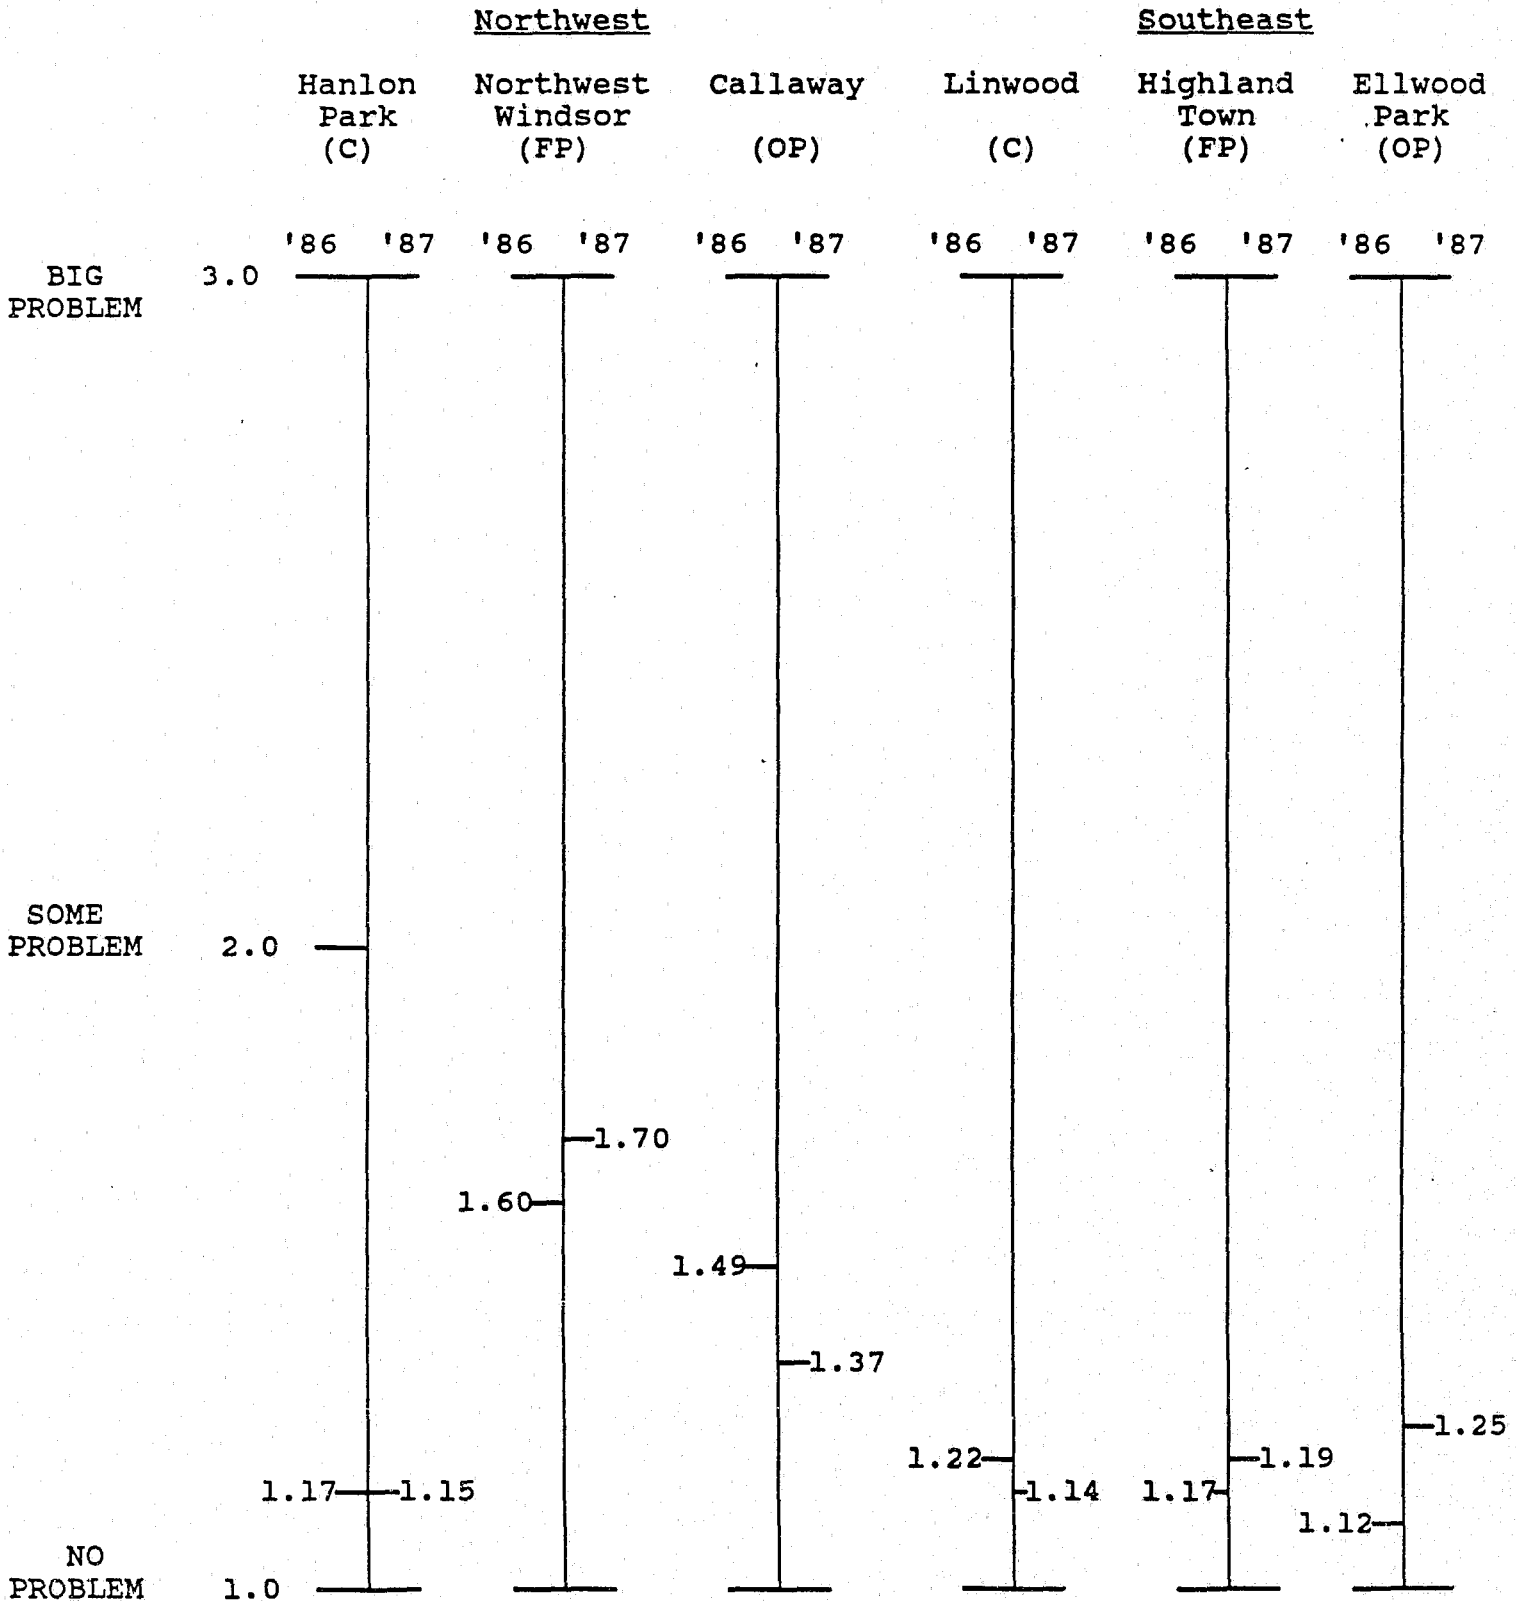 Northwest Southeast
Hanlon Northwest Callaway Linwood Highland Ellwood
Park Windsor Town Park
(C) (FP) (OP) (C) (FP) (OP)
'86 '87 '86 '87 '86 '87 '86 '87 '86 '87 '86 '87
BIG 3.0
PROBLEM
SOME
PROBLEM 2.0
1.70
1.60
1.49
1.37
1.25
1.22 1.19
1.17 1.15 1.14 1.17
1.12
NO
PROBLEM 1.0